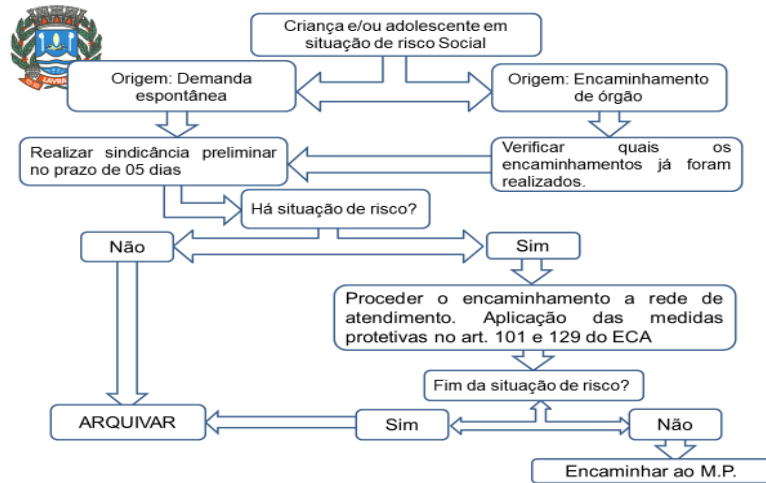 Criança e/ou adolescente em
situação de risco Social
Origem: Demanda
espontânea
Origem: Encaminhamento
de órgão
Realizar sindicância preliminar
no prazo de 05 dias
Verificar quais os
encaminhamentos já foram
realizados.
Há situação de risco?
Não
Sim
Proceder o encaminhamento a rede de
atendimento. Aplicação das medidas
protetivas no art. 101 e 129 do ECA
Fim da situação de risco?
ARQUIVAR
Sim
Não
Encaminhar ao M.P.